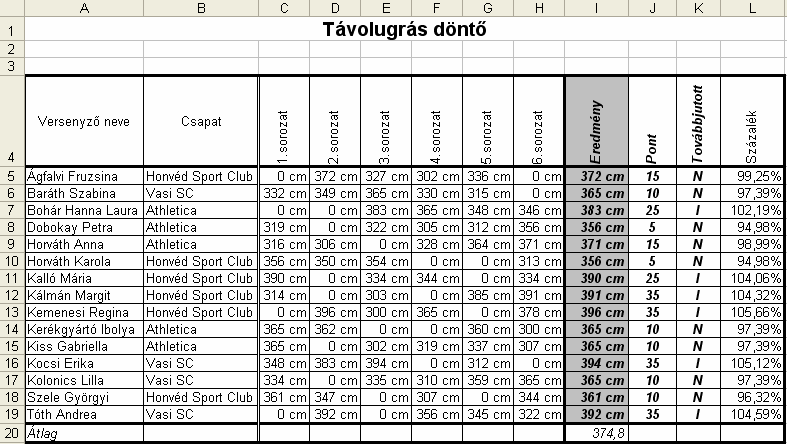 A B C D E F G H I J K L
1 Távolugrás döntő
2
3
4 Versenyző neve Csapat 1.sorozat 2.sorozat 3.sorozat 4.sorozat 5.sorozat 6.sorozat Eredmény Pont Továbbjutott Százalék
5 Ágfalvi Fruzsina Honvéd Sport Club 0 cm 372 cm 327 cm 302 cm 336 cm 0 cm 372 cm 15 N 99,25%
6 Baráth Szabina Vasi SC 332 cm 349 cm 365 cm 330 cm 315 cm 0 cm 365 cm 10 N 97,39%
7 Bohár Hanna Laura Athletica 0 cm 0 cm 383 cm 365 cm 348 cm 346 cm 383 cm 25 I 102,19%
8 Dobokay Petra Athletica 319 cm 0 cm 322 cm 305 cm 312 cm 356 cm 356 cm 5 N 94,98%
9 Horváth Anna Athletica 316 cm 306 cm 0 cm 328 cm 364 cm 371 cm 371 cm 15 N 98,99%
10 Horváth Karola Honvéd Sport Club 356 cm 350 cm 354 cm 0 cm 0 cm 313 cm 356 cm 5 N 94,98%
11 Kalló Mária Honvéd Sport Club 390 cm 0 cm 334 cm 344 cm 0 cm 334 cm 390 cm 25 I 104,06%
12 Kálmán Margit Honvéd Sport Club 314 cm 0 cm 303 cm 0 cm 385 cm 391 cm 391 cm 35 I 104,32%
13 Kemenesi Regina Honvéd Sport Club 0 cm 396 cm 300 cm 365 cm 0 cm 378 cm 396 cm 35 I 105,66%
14 Kerékgyártó Ibolya Athletica 365 cm 362 cm 0 cm 0 cm 360 cm 300 cm 365 cm 10 N 97,39%
15 Kiss Gabriella Athletica 365 cm 0 cm 302 cm 319 cm 337 cm 307 cm 365 cm 10 N 97,39%
16 Kocsi Erika Vasi SC 348 cm 383 cm 394 cm 0 cm 312 cm 0 cm 394 cm 35 I 105,12%
17 Kolonics Lilla Vasi SC 334 cm 0 cm 335 cm 310 cm 359 cm 365 cm 365 cm 10 N 97,39%
18 Szele Györgyi Honvéd Sport Club 361 cm 347 cm 0 cm 307 cm 0 cm 344 cm 361 cm 10 N 96,32%
19 Tóth Andrea Vasi SC 0 cm 392 cm 0 cm 356 cm 345 cm 322 cm 392 cm 35 I 104,59%
20 Átlag 374,8